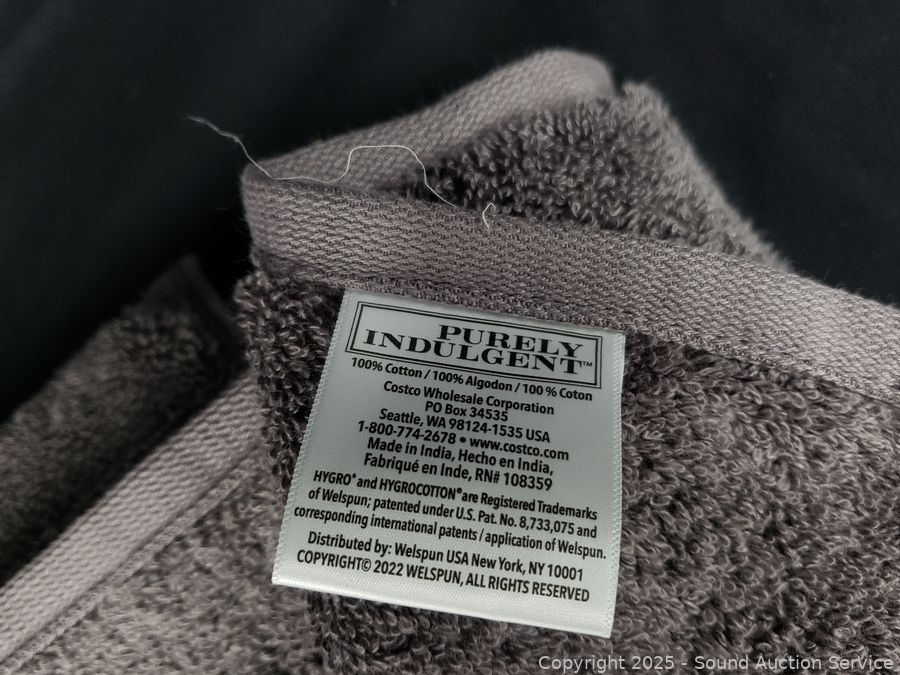 PURELY
INDULGENT™
100% Cotton / 100% Algodon / 100 % Coton
Costco Wholesale Corporation
PO Box 34535
Seattle, WA 98124-1535 USA
1-800-774-2678 • www.costco.com
Made in India, Hecho en India,
Fabriqué en Inde, RN# 108359
HYGRO® and HYGROCOTTON® are Registered Trademarks
of Welspun; patented under U.S. Pat. No. 8,733,075 and
corresponding international patents / application of Welspun.
Distributed by: Welspun USA New York, NY 10001
COPYRIGHT© 2022 WELSPUN, ALL RIGHTS RESERVED
Copyright 2025 - Sound Auction Service